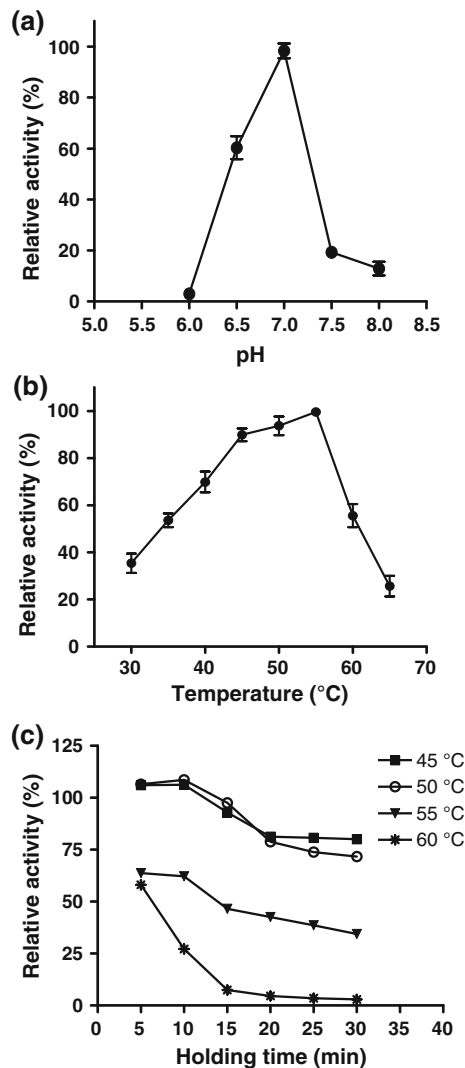 (a)
Relative activity (%)
100
80
60
40
20
0
5.0 5.5 6.0 6.5 7.0 7.5 8.0 8.5
pH
(b)
Relative activity (%)
100
80
60
40
20
0
30 40 50 60 70
Temperature (°C)
(c)
Relative activity (%)
125
100
75
50
25
0
45 °C
50 °C
55 °C
60 °C
0 5 10 15 20 25 30 35 40
Holding time (min)